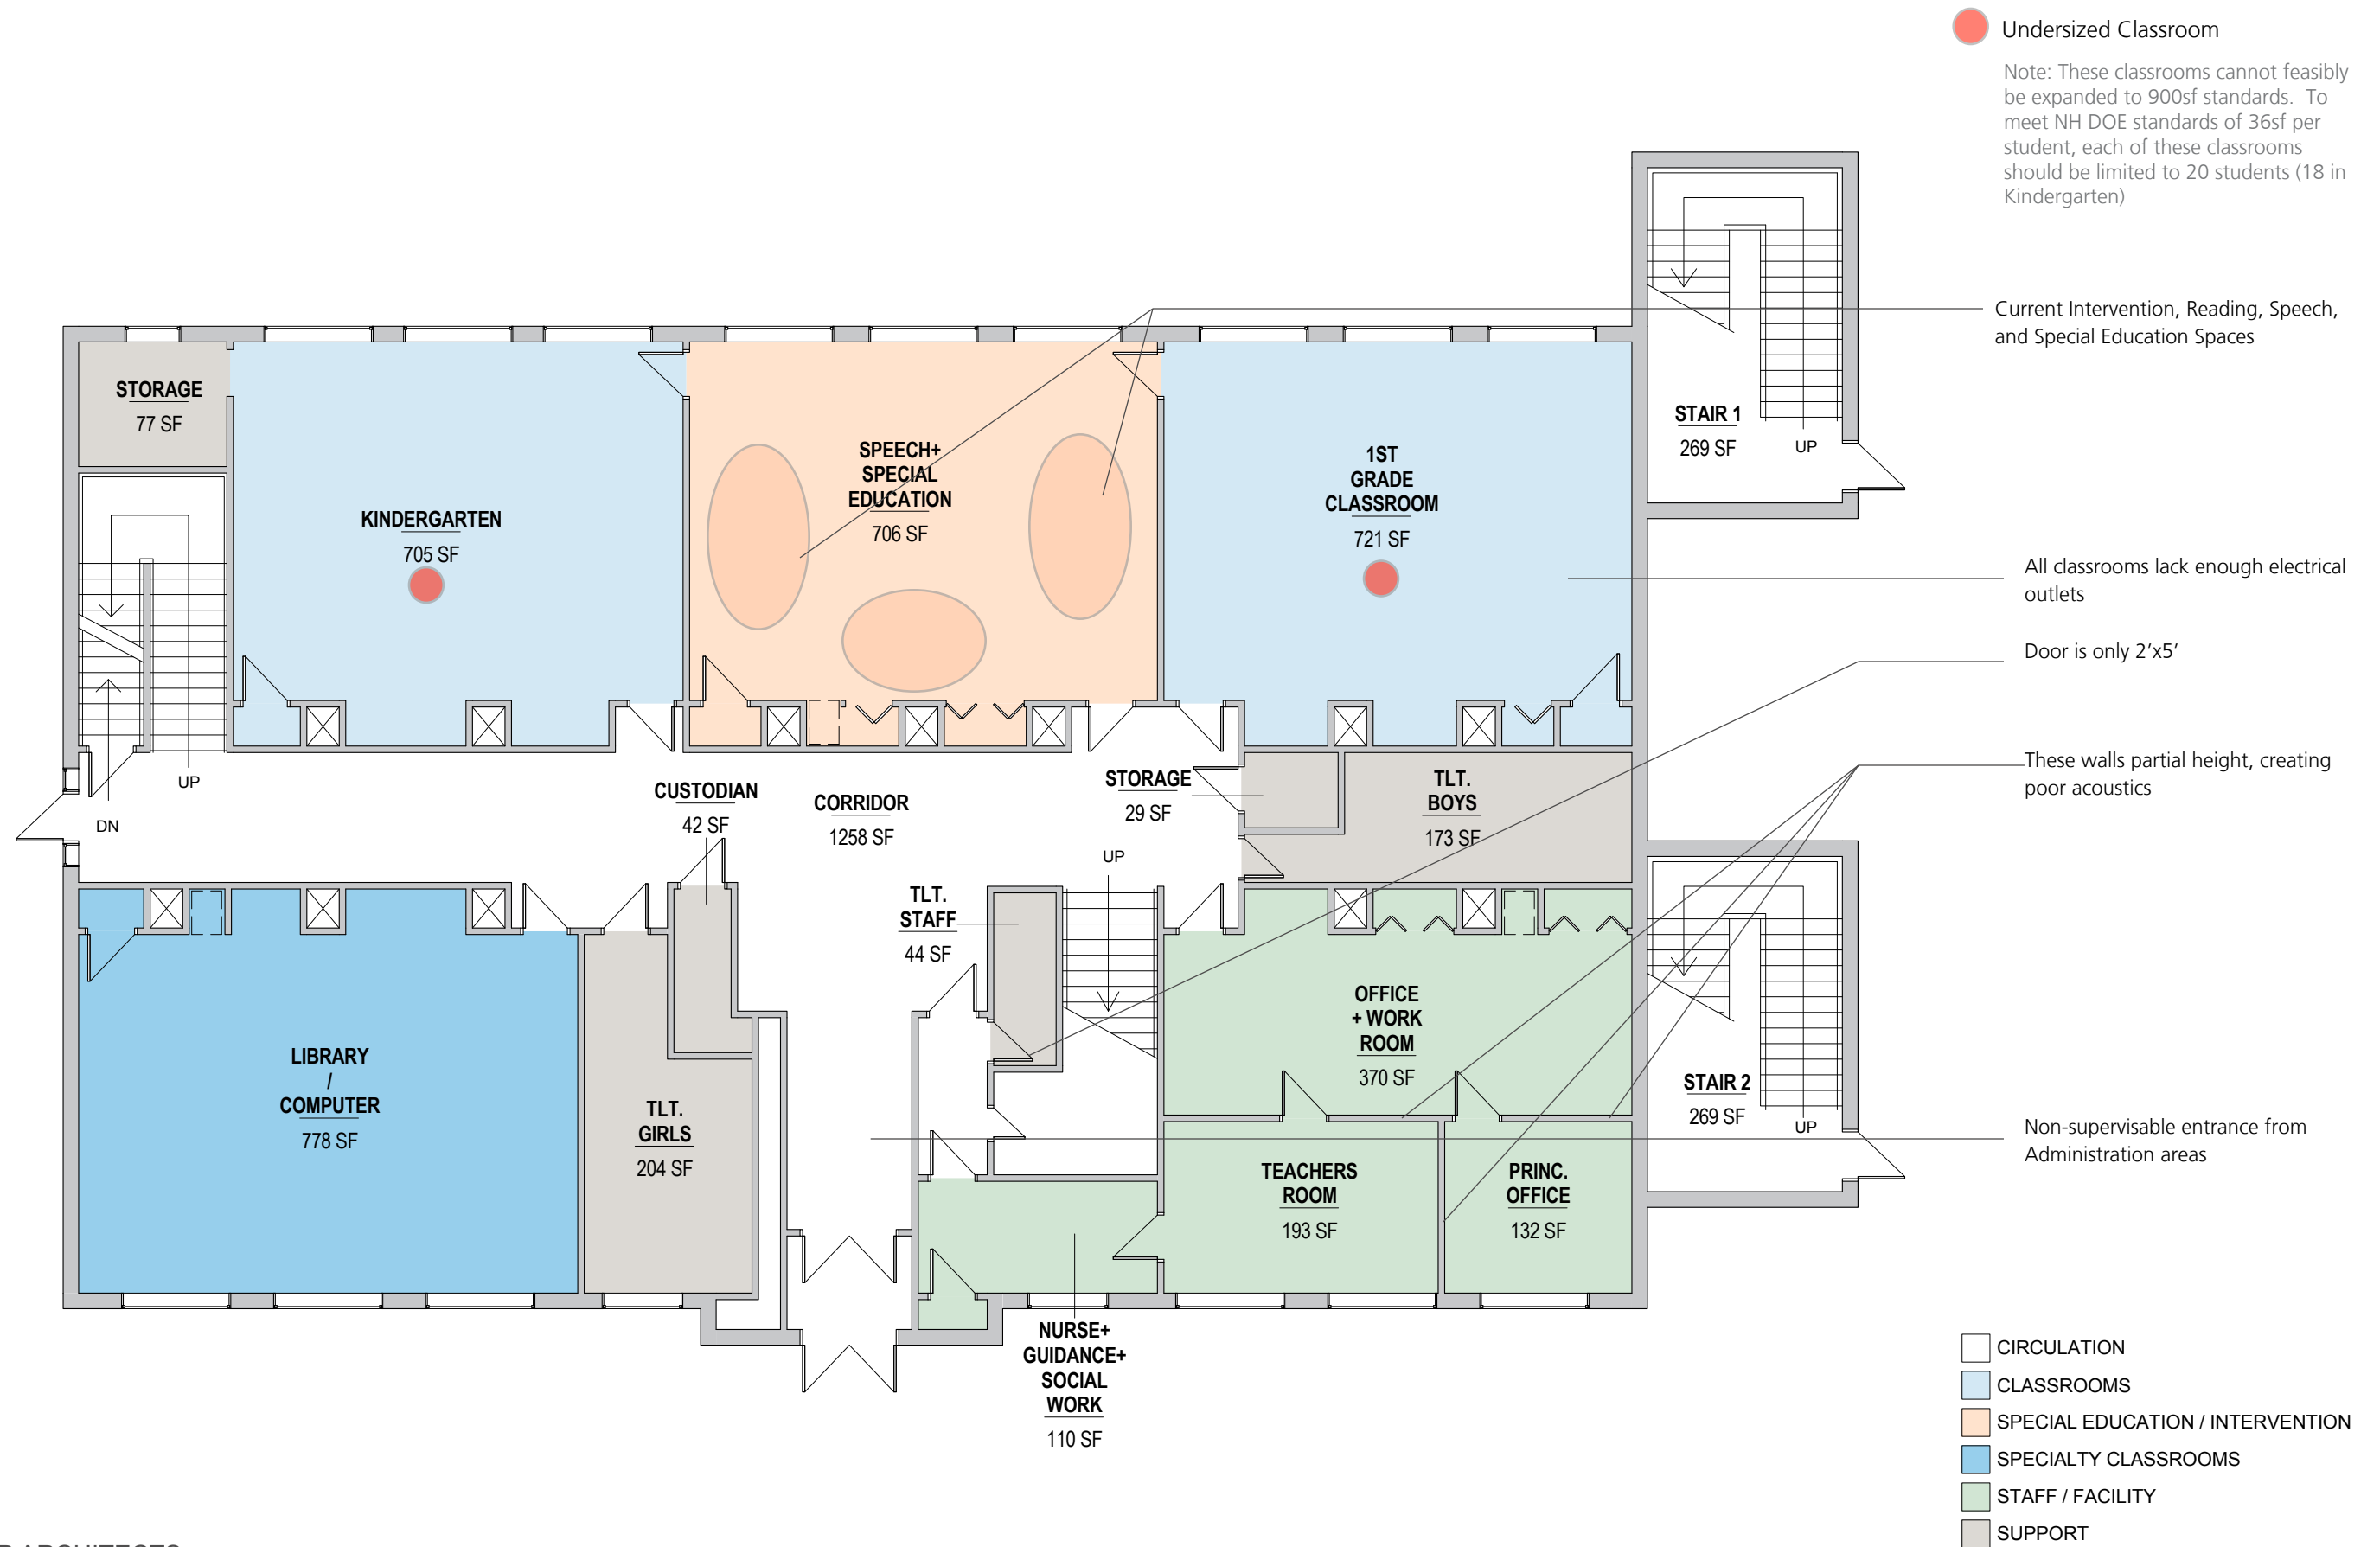 Undersized Classroom
Note: These classrooms cannot feasibly
be expanded to 900sf standards. To
meet NH DOE standards of 36sf per
student, each of these classrooms
should be limited to 20 students (18 in
Kindergarten)
Current Intervention, Reading, Speech,
and Special Education Spaces
STORAGE
77 SF
KINDERGARTEN
705 SF
SPEECH+
SPECIAL
EDUCATION
706 SF
1ST
GRADE
CLASSROOM
721 SF
STAIR 1
269 SF
UP
All classrooms lack enough electrical
outlets
Door is only 2'x5'
These walls partial height, creating
poor acoustics
UP
DN
CUSTODIAN
42 SF
CORRIDOR
1258 SF
STORAGE
29 SF
TLT.
BOYS
173 SF
UP
TLT.
STAFF
44 SF
LIBRARY
/
COMPUTER
778 SF
TLT.
GIRLS
204 SF
OFFICE
+ WORK
ROOM
370 SF
STAIR 2
269 SF
UP
TEACHERS
ROOM
193 SF
PRINC.
OFFICE
132 SF
Non-supervisable entrance from
Administration areas
NURSE+
GUIDANCE+
SOCIAL
WORK
110 SF
CIRCULATION
CLASSROOMS
SPECIAL EDUCATION / INTERVENTION
SPECIALTY CLASSROOMS
STAFF / FACILITY
SUPPORT
ARCHITECTS